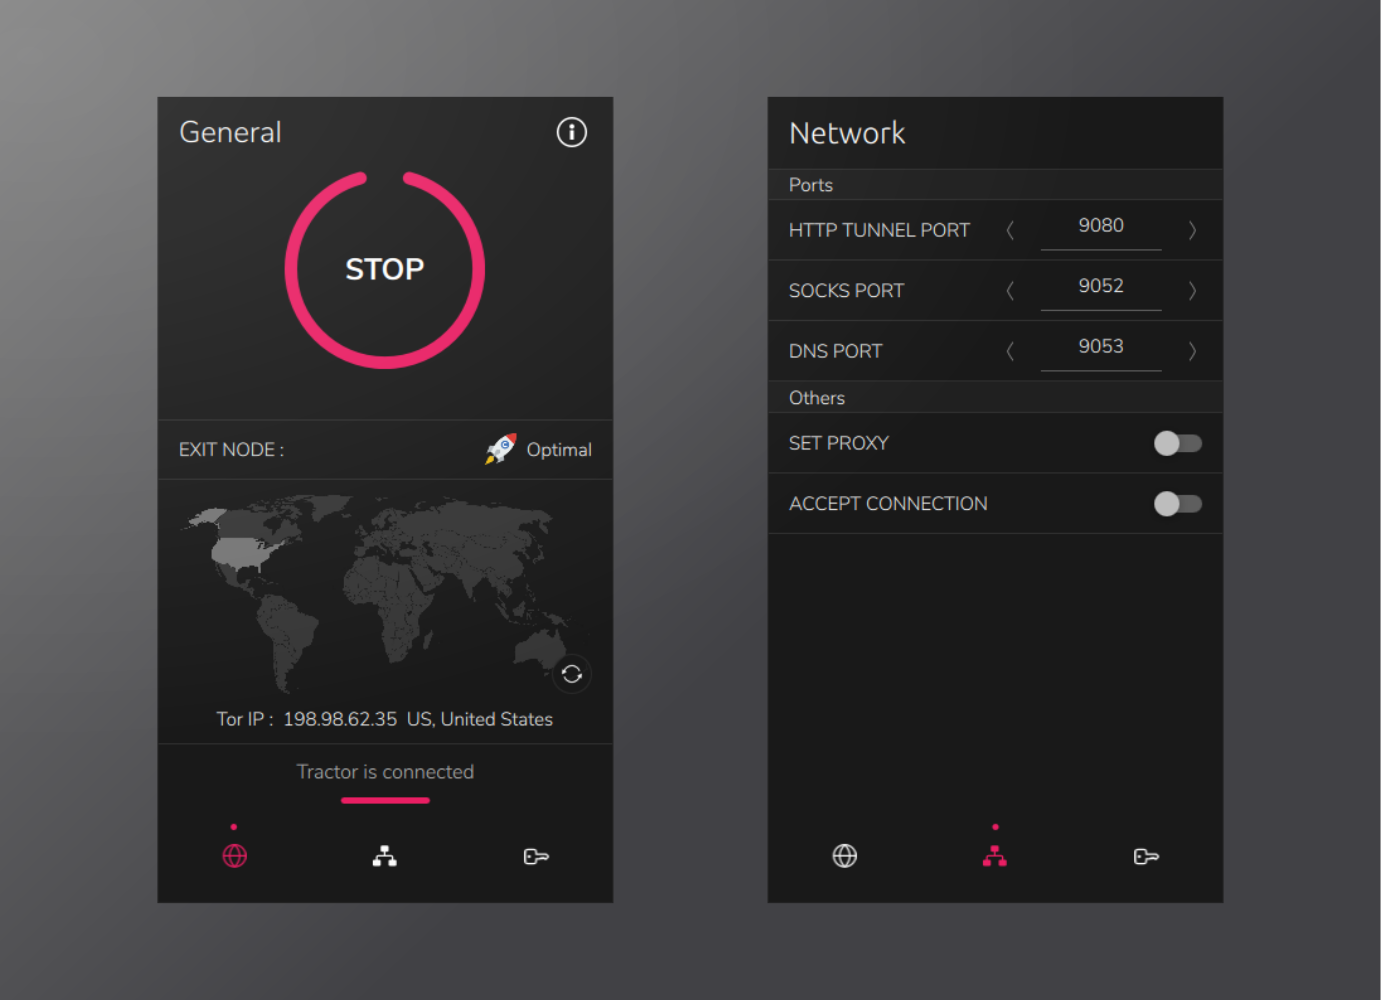 General
STOP
EXIT NODE :
Optimal
Tor IP : 198.98.62.35 US, United States
Tractor is connected
Network
Ports
HTTP TUNNEL PORT 9080
SOCKS PORT 9052
DNS PORT 9053
Others
SET PROXY
ACCEPT CONNECTION